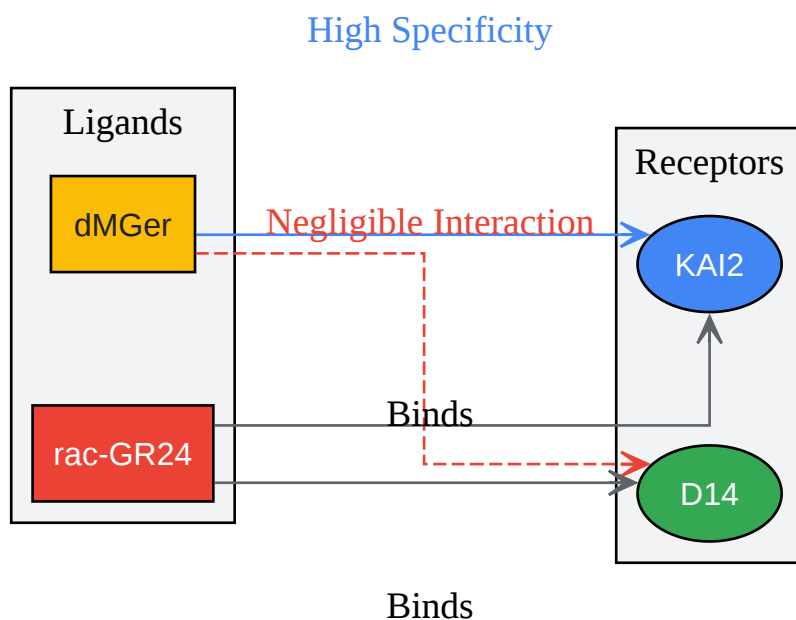 High Specificity
Ligands
Receptors
dMGer
Negligible Interaction
KAI2
Binds
rac-GR24
D14
Binds